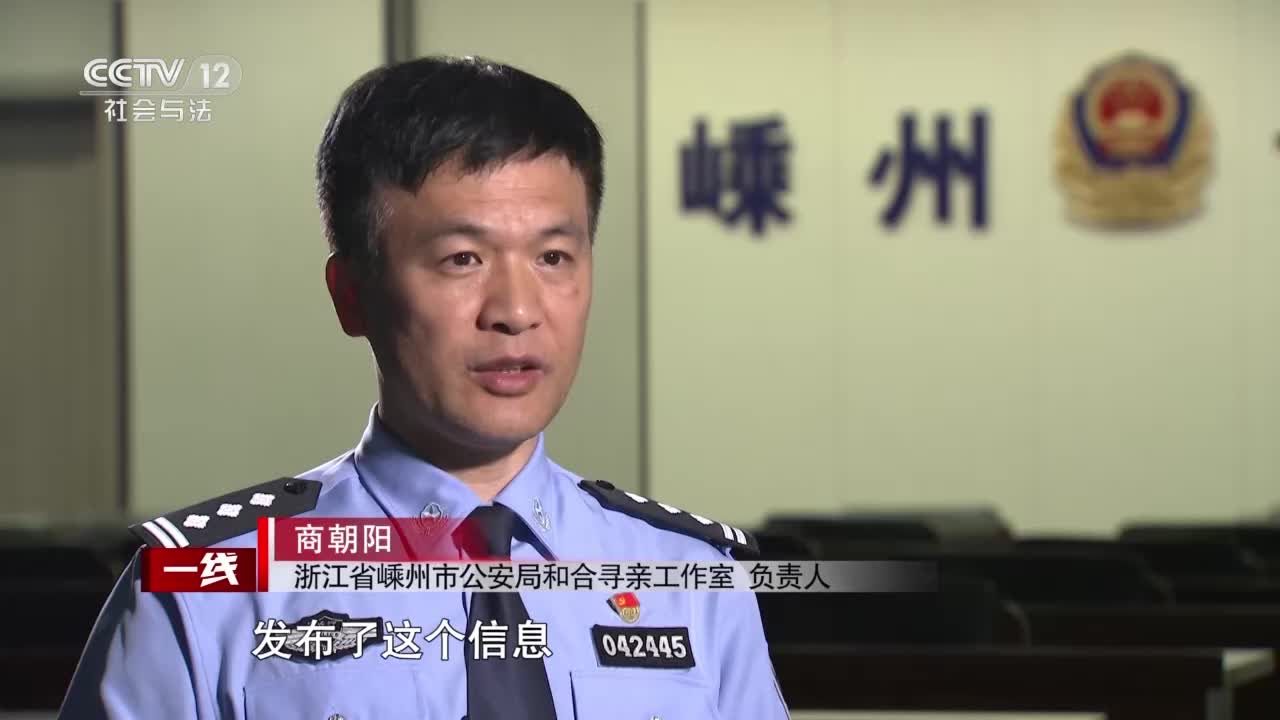 CCTV 12
社会与法
嵊州
商朝阳
一线
浙江省嵊州市公安局和合寻亲工作室 负责人
发布了这个信息
042445